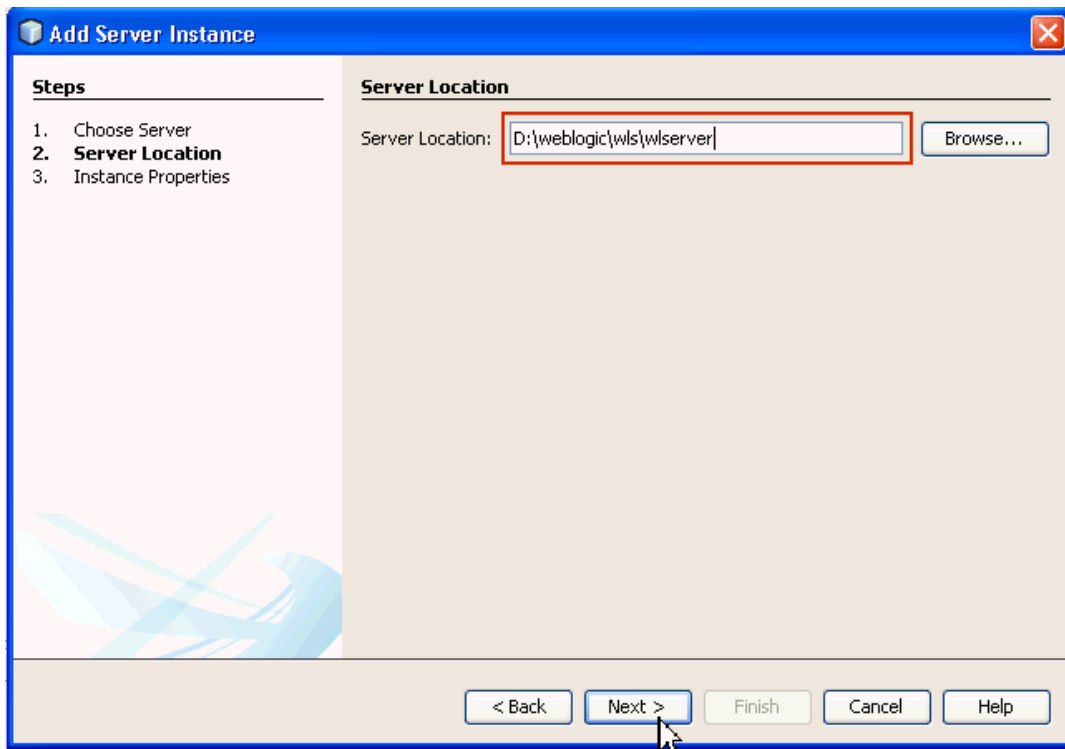 Add Server Instance
Steps
1. Choose Server
2. Server Location
3. Instance Properties
Server Location
Server Location: D:\weblogic\wls\wlserver Browse...
< Back Next > Finish Cancel Help